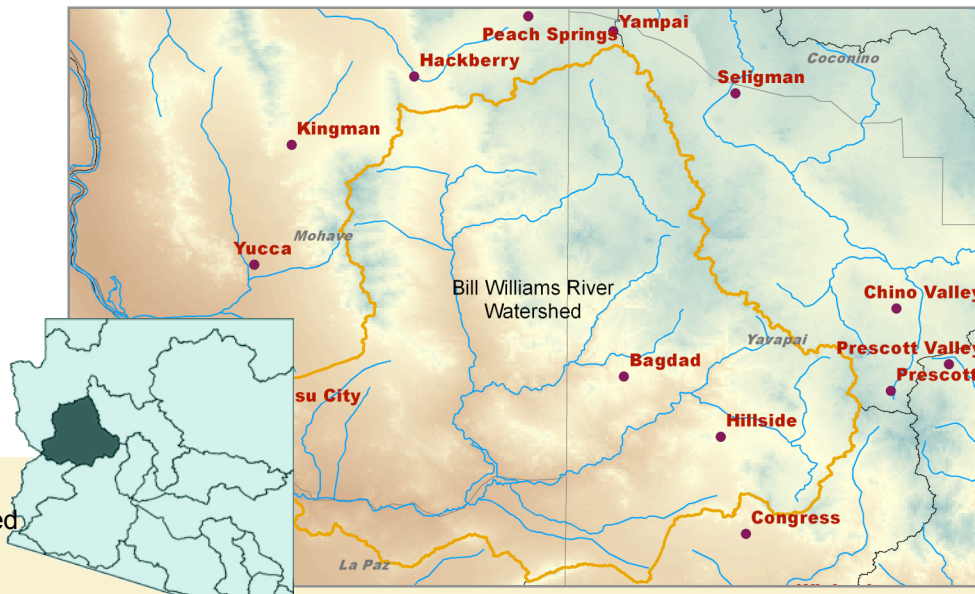 Peach Springs
Yampai
Hackberry
Coconino
Seligman
Kingman
Mohave
Yucca
Bill Williams River
Watershed
Chino Valley
Yavapai
Prescott Valley
Bagdad
Prescott
su City
Hillside
Congress
ed
La Paz